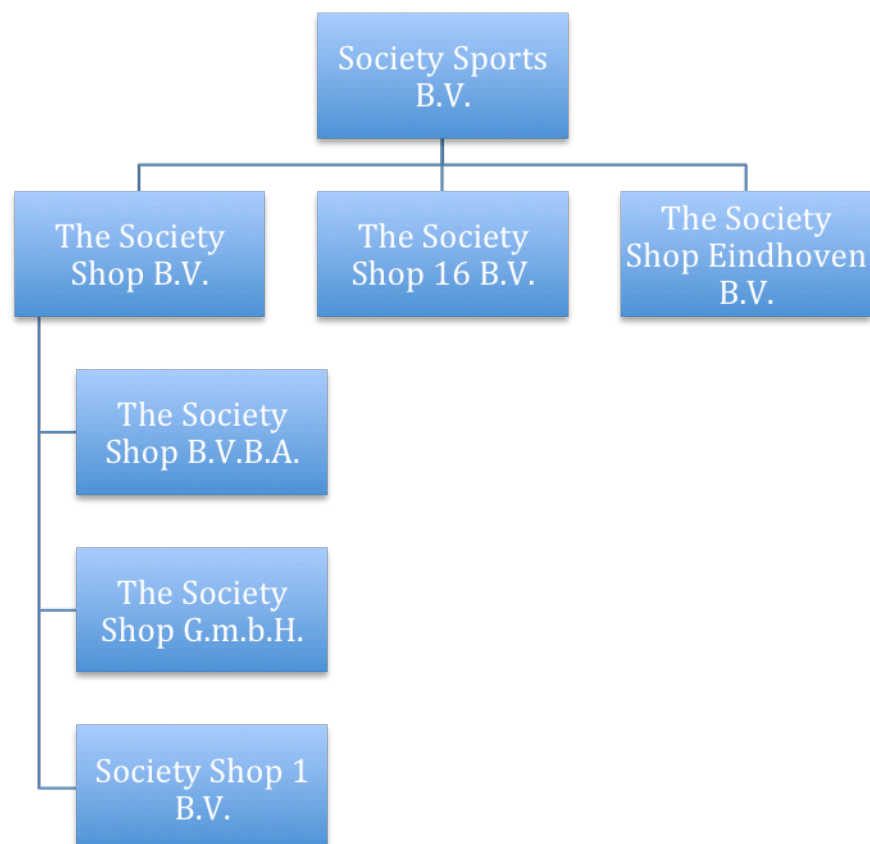 Society Sports
B.V.
The Society
Shop B.V.
The Society
Shop 16 B.V.
The Society
Shop Eindhoven
B.V.
The Society
Shop B.V.B.A.
The Society
Shop G.m.b.H.
Society Shop 1
B.V.